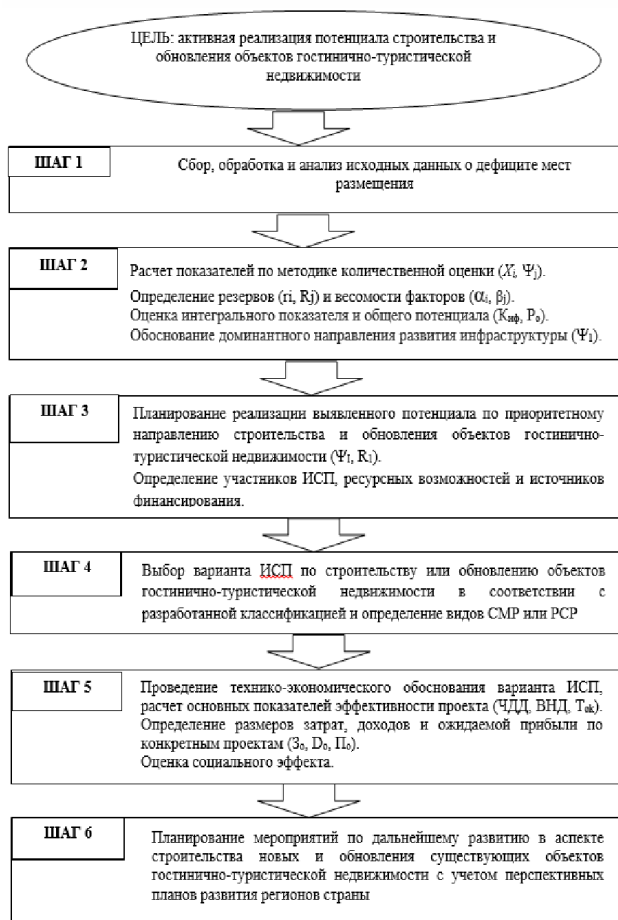 ЦЕЛЬ: активная реализация потенциала строительства и
обновления объектов гостинично-туристической
недвижимости
ШАГ 1
Сбор, обработка и анализ исходных данных о дефиците мест
размещения
ШАГ 2
Расчет показателей по методике количественной оценки (Xᵢ, Ψⱼ).
Определение резервов (ri, Rj) и весомости факторов (αᵢ, βⱼ).
Оценка интегрального показателя и общего потенциала (Kиф, Pо).
Обоснование доминантного направления развития инфраструктуры (Ψ₁).
ШАГ 3
Планирование реализации выявленного потенциала по приоритетному
направлению строительства и обновления объектов гостинично-
туристической недвижимости (Ψ₁, R₁).
Определение участников ИСП, ресурсных возможностей и источников
финансирования.
ШАГ 4
Выбор варианта ИСП по строительству или обновлению объектов
гостинично-туристической недвижимости в соответствии с
разработанной классификацией и определение видов СМР или РСР
ШАГ 5
Проведение технико-экономического обоснования варианта ИСП,
расчет основных показателей эффективности проекта (ЧДД, ВНД, Tok).
Определение размеров затрат, доходов и ожидаемой прибыли по
конкретным проектам (Зо, Dо, По).
Оценка социального эффекта.
ШАГ 6
Планирование мероприятий по дальнейшему развитию в аспекте
строительства новых и обновления существующих объектов
гостинично-туристической недвижимости с учетом перспективных
планов развития регионов страны